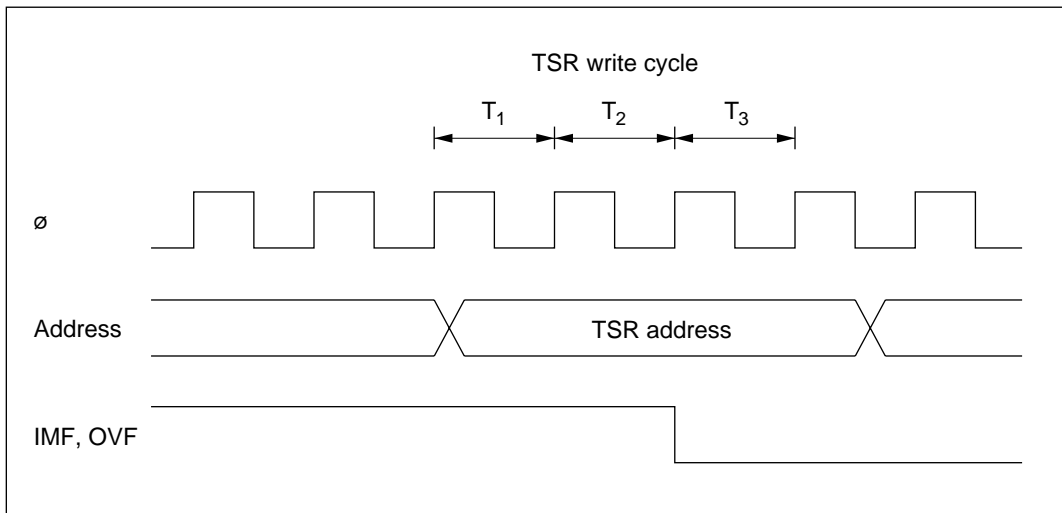 TSR write cycle
T1 T2 T3
ø
Address TSR address
IMF, OVF